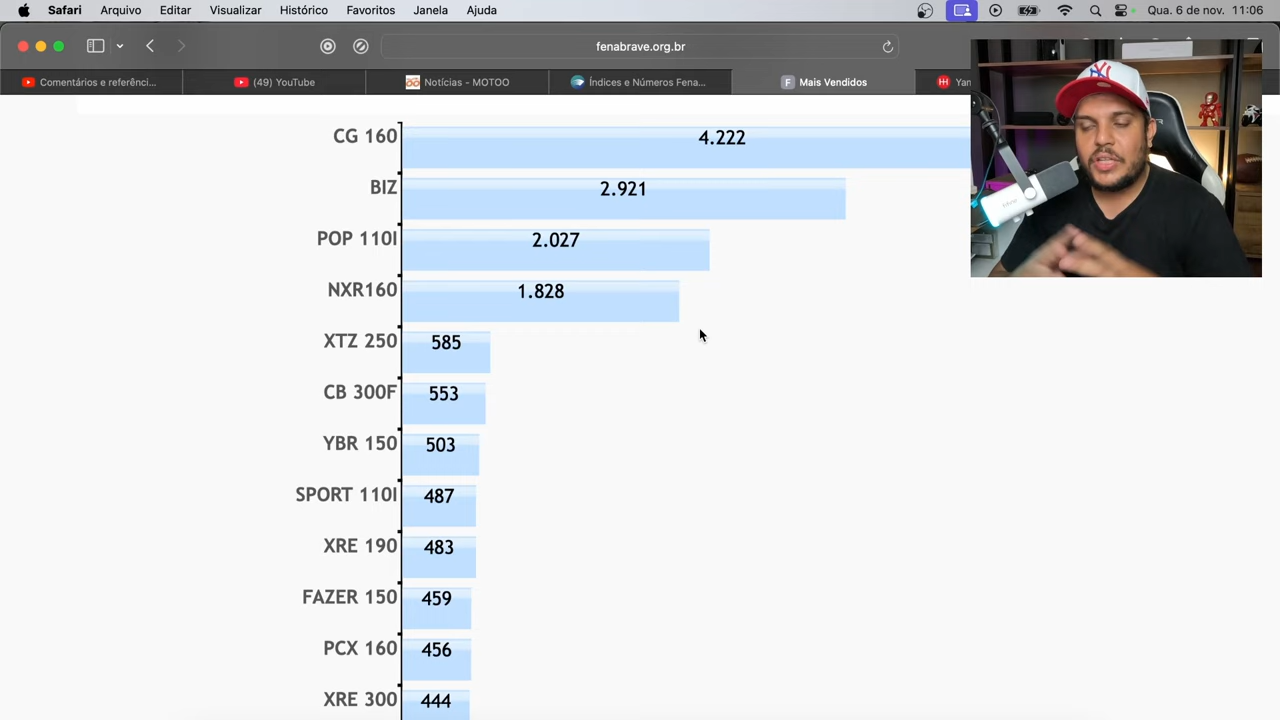 Safari Arquivo Editar Visualizar Histórico Favoritos Janela Ajuda Qua. 6 de nov. 11:06
fenabrave.org.br
Comentários e referênci... (49) YouTube Notícias - MOTOO Índices e Números Fena... Mais Vendidos Yan
CG 160 4.222
BIZ 2.921
POP 110I 2.027
NXR160 1.828
XTZ 250 585
CB 300F 553
YBR 150 503
SPORT 110I 487
XRE 190 483
FAZER 150 459
PCX 160 456
XRE 300 444